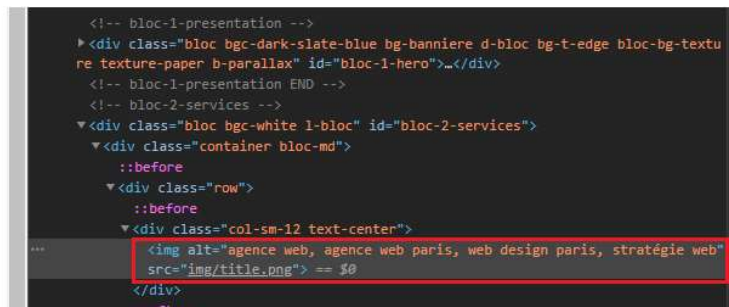 <!-- bloc-1-presentation -->
▶<div class="bloc bgc-dark-slate-blue bg-banniere d-bloc bg-t-edge bloc-bg-textu
re texture-paper b-parallax" id="bloc-1-hero">…</div>
<!-- bloc-1-presentation END -->
<!-- bloc-2-services -->
▼<div class="bloc bgc-white l-bloc" id="bloc-2-services">
▼<div class="container bloc-md">
::before
▼<div class="row">
::before
▼<div class="col-sm-12 text-center">
... <img alt="agence web, agence web paris, web design paris, stratégie web"
src="img/title.png"> == $0
</div>